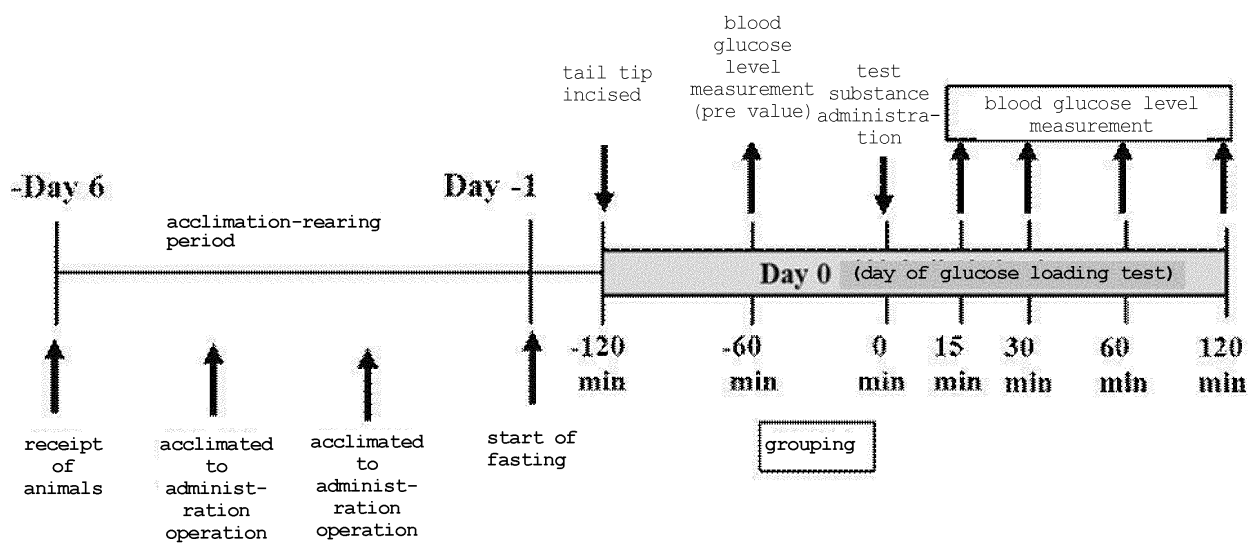 blood
glucose
level
measurement
(pre value)
tail tip
incised
test
substance
administra-
tion
blood glucose level
measurement
-Day 6
Day -1
acclimation-rearing
period
Day 0 (day of glucose loading test)
-120
min
-60
min
0
min
15
min
30
min
60
min
120
min
receipt
of
animals
acclimated
to
administ-
ration
operation
acclimated
to
administ-
ration
operation
start of
fasting
grouping